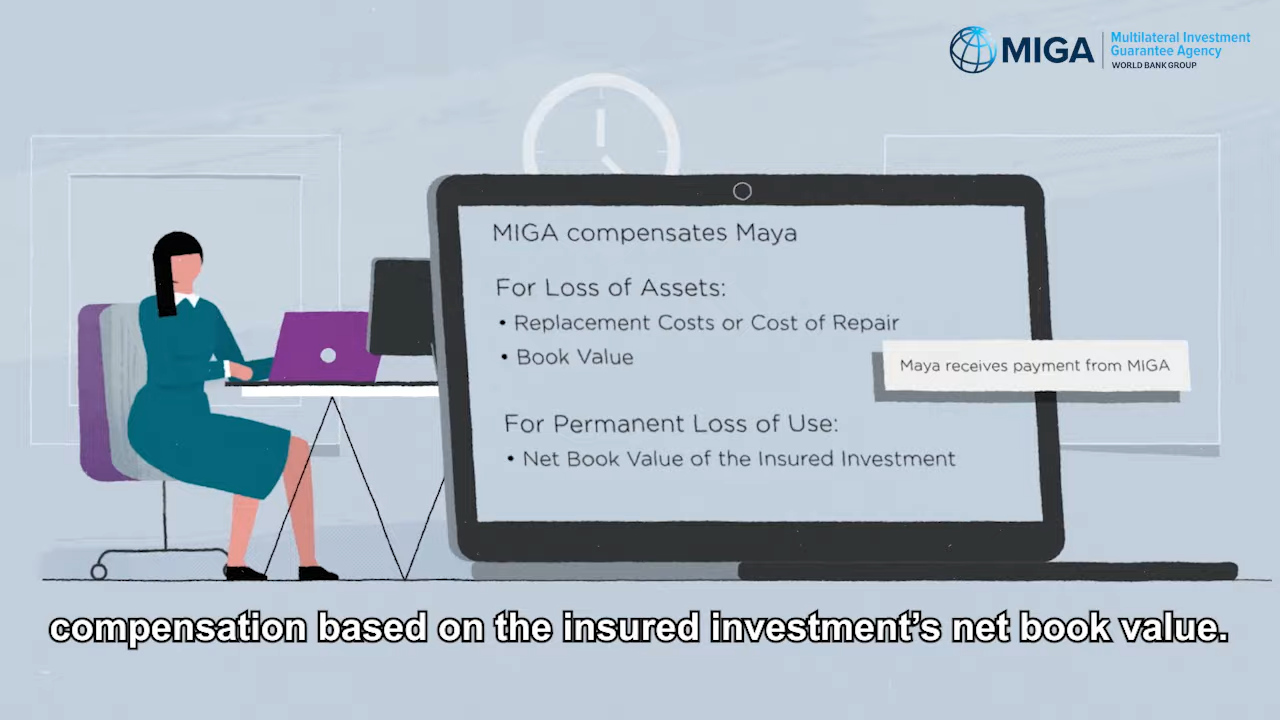 MIGA
Multilateral Investment
Guarantee Agency
WORLD BANK GROUP
MIGA compensates Maya
For Loss of Assets:
• Replacement Costs or Cost of Repair
• Book Value
Maya receives payment from MIGA
For Permanent Loss of Use:
• Net Book Value of the Insured Investment
compensation based on the insured investment’s net book value.